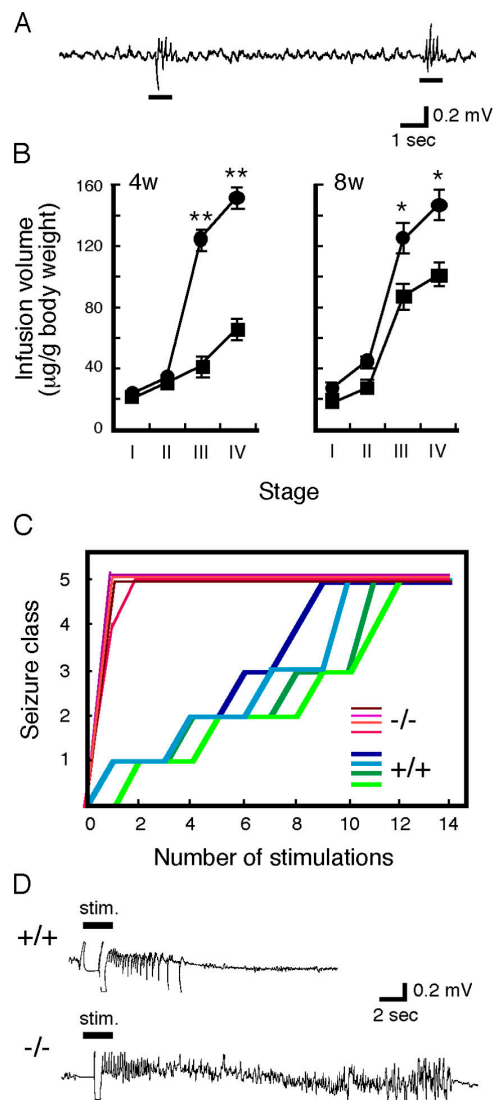 A
0.2 mV
1 sec
B
4w
8w
160
120
80
40
0
** **
* *
Infusion volume
(μg/g body weight)
I II III IV
I II III IV
Stage
C
5
4
3
2
1
Seizure class
-/-
+/+
0 2 4 6 8 10 12 14
Number of stimulations
D
stim.
+/+
0.2 mV
2 sec
stim.
-/-